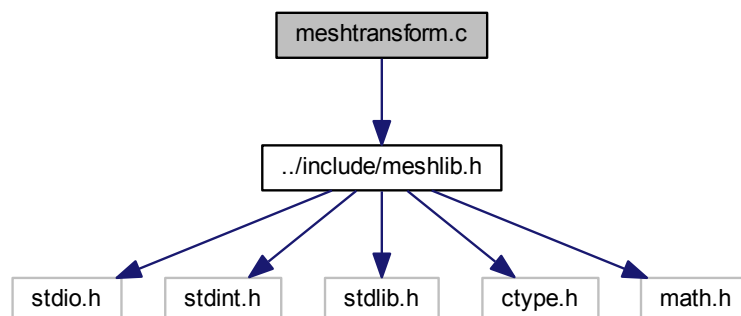 meshtransform.c
../include/meshlib.h
stdio.h
stdint.h
stdlib.h
ctype.h
math.h